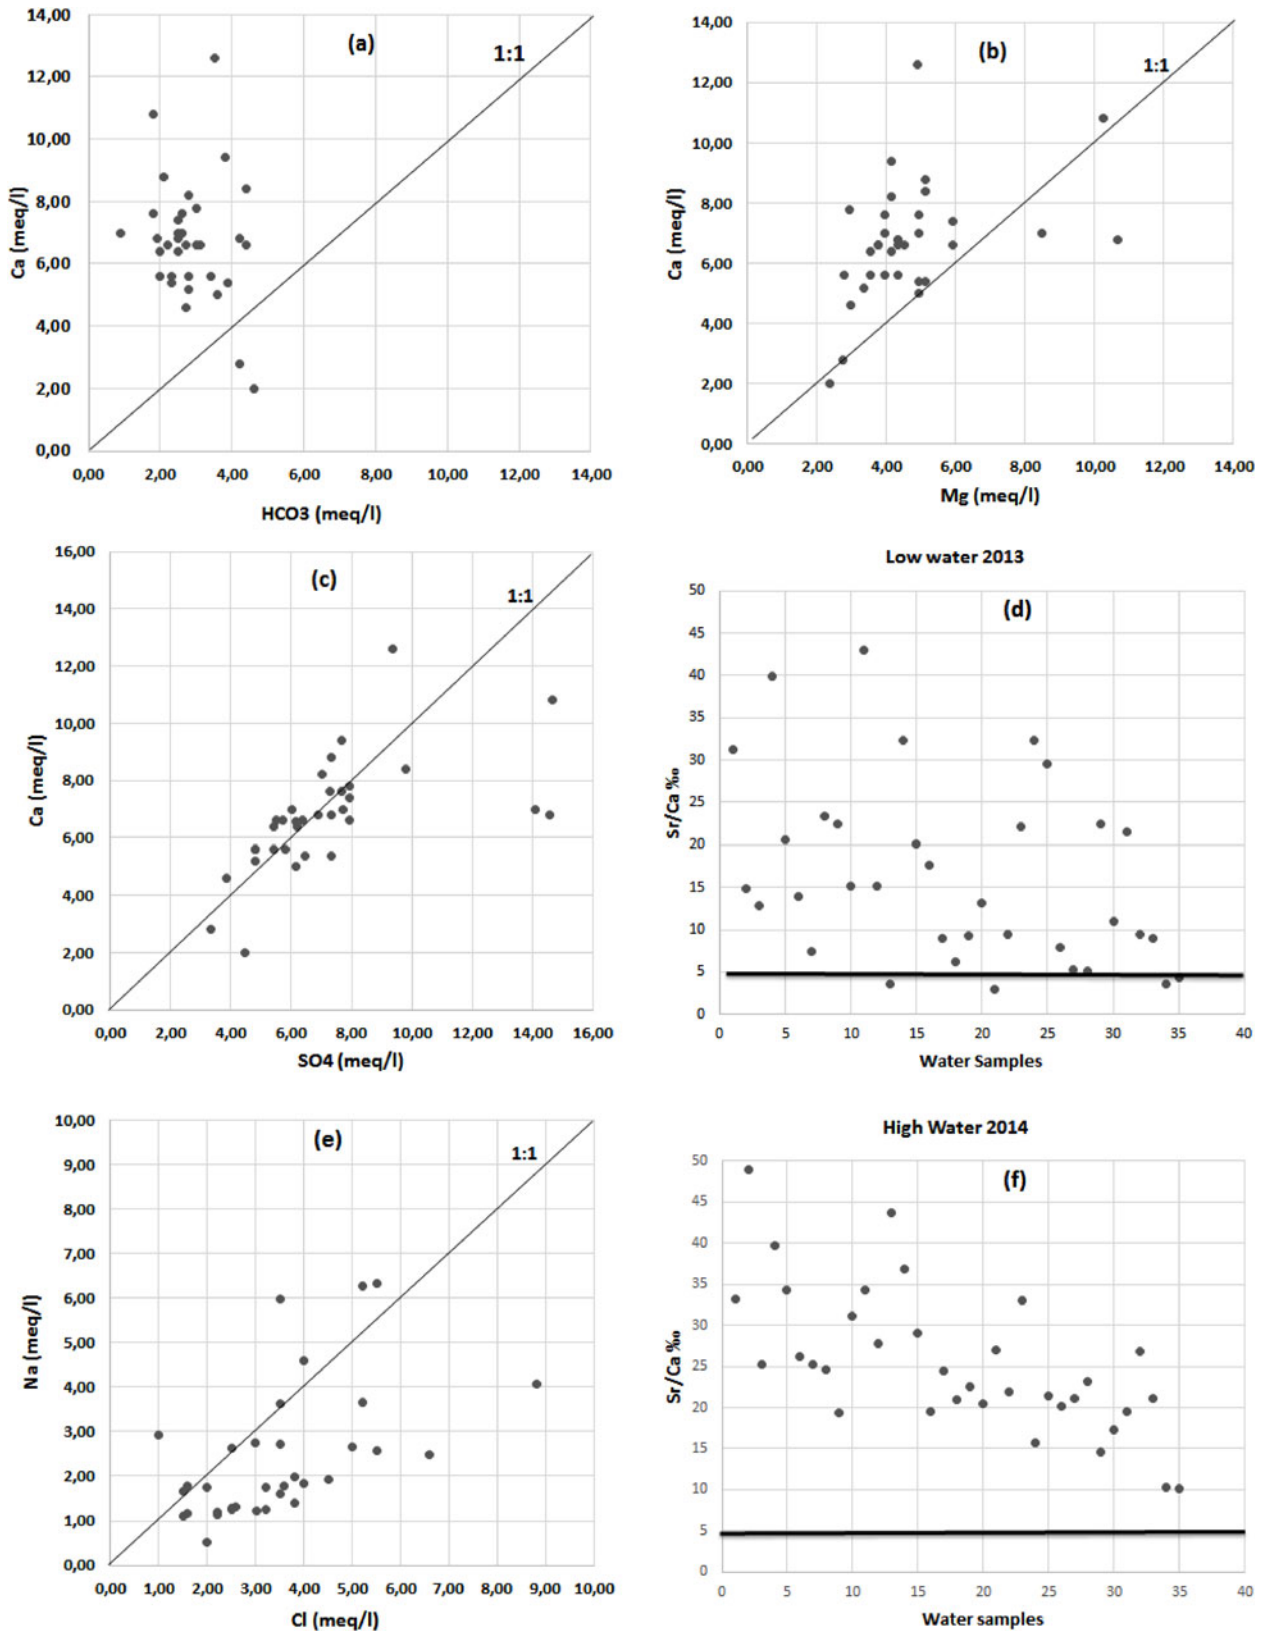 (a)
1:1
14,00
12,00
10,00
8,00
6,00
4,00
2,00
0,00
Ca (meq/l)
0,00 2,00 4,00 6,00 8,00 10,00 12,00 14,00
HCO3 (meq/l)
(b)
1:1
14,00
12,00
10,00
8,00
6,00
4,00
2,00
0,00
Ca (meq/l)
0,00 2,00 4,00 6,00 8,00 10,00 12,00 14,00
Mg (meq/l)
(c)
1:1
16,00
14,00
12,00
10,00
8,00
6,00
4,00
2,00
0,00
Ca (meq/l)
0,00 2,00 4,00 6,00 8,00 10,00 12,00 14,00 16,00
SO4 (meq/l)
Low water 2013
(d)
50
45
40
35
30
25
20
15
10
5
0
Sr/Ca ‰
0 5 10 15 20 25 30 35 40
Water Samples
(e)
1:1
10,00
9,00
8,00
7,00
6,00
5,00
4,00
3,00
2,00
1,00
0,00
Na (meq/l)
0,00 1,00 2,00 3,00 4,00 5,00 6,00 7,00 8,00 9,00 10,00
Cl (meq/l)
High Water 2014
(f)
50
45
40
35
30
25
20
15
10
5
0
Sr/Ca ‰
0 5 10 15 20 25 30 35 40
Water samples